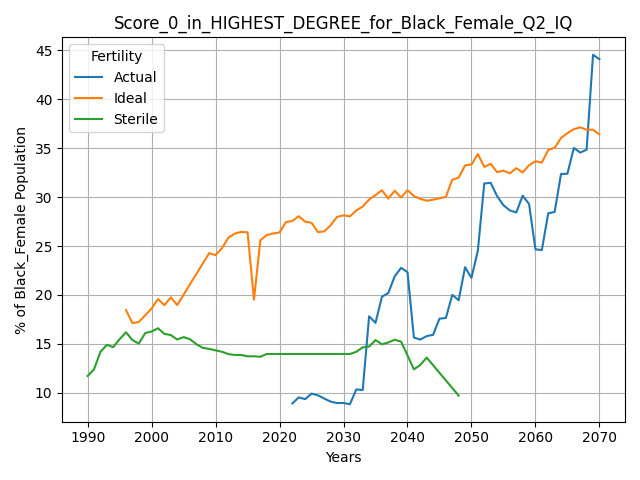 Score_0_in_HIGHEST_DEGREE_for_Black_Female_Q2_IQ
Fertility
Actual
Ideal
Sterile
% of Black_Female Population
45
40
35
30
25
20
15
10
1990 2000 2010 2020 2030 2040 2050 2060 2070
Years